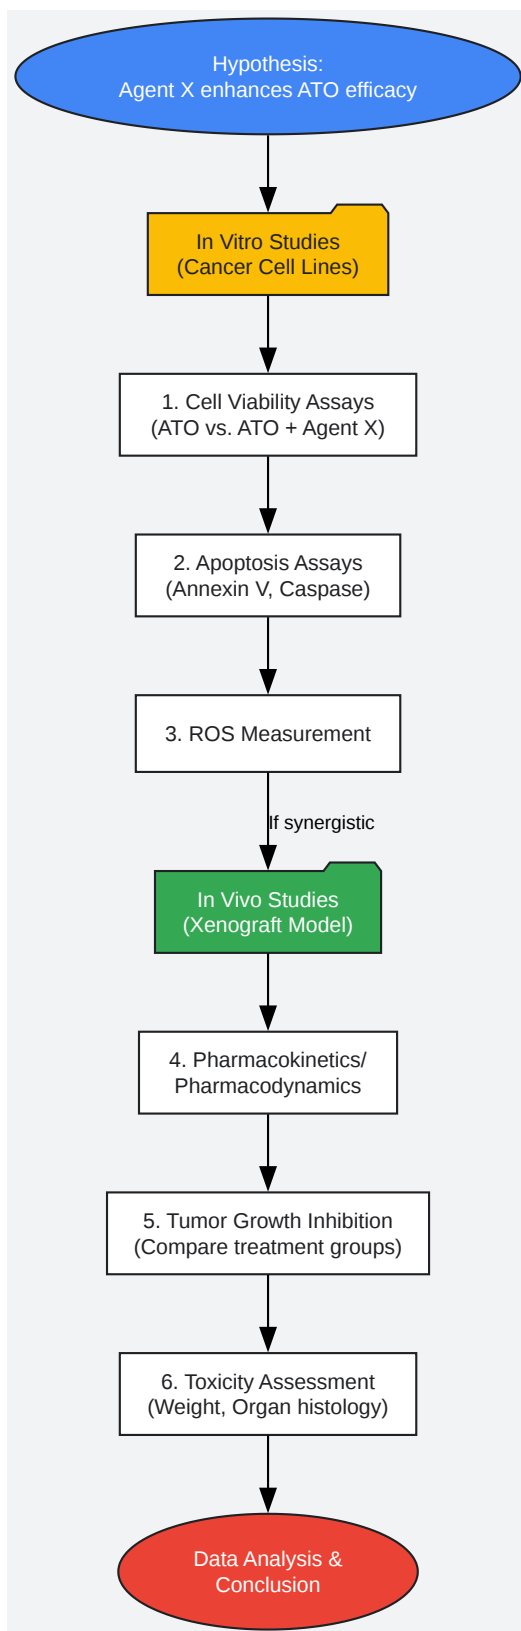 Hypothesis:
Agent X enhances ATO efficacy
In Vitro Studies
(Cancer Cell Lines)
1. Cell Viability Assays
(ATO vs. ATO + Agent X)
2. Apoptosis Assays
(Annexin V, Caspase)
3. ROS Measurement
If synergistic
In Vivo Studies
(Xenograft Model)
4. Pharmacokinetics/
Pharmacodynamics
5. Tumor Growth Inhibition
(Compare treatment groups)
6. Toxicity Assessment
(Weight, Organ histology)
Data Analysis &
Conclusion